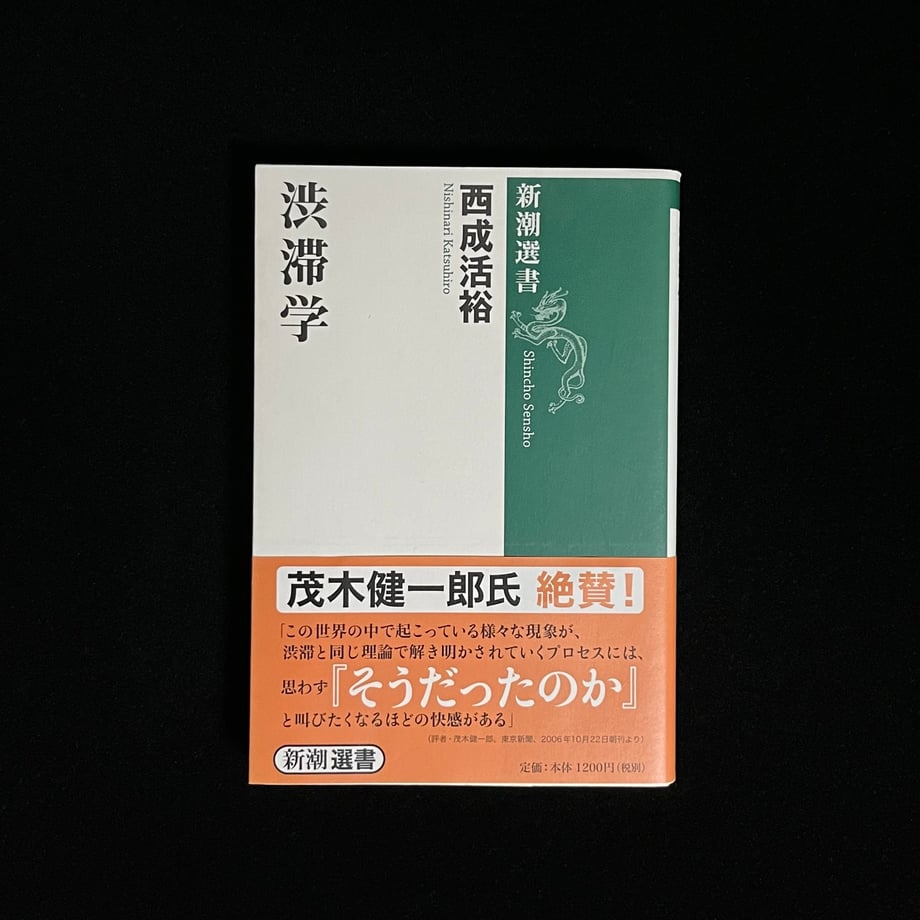 渋滞学
西成活裕
Nishinari Katsuhiro
新潮選書
Shincho Sensho
茂木健一郎氏 絶賛！
「この世界の中で起こっている様々な現象が、
渋滞と同じ理論で解き明かされていくプロセスには、
思わず『そうだったのか』
と叫びたくなるほどの快感がある」
（評者・茂木健一郎、東京新聞、2006年10月22日朝刊より）
新潮選書
定価：本体1200円（税別）